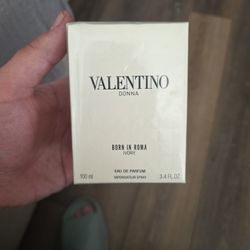 VALENTINO
DONNA
BORN IN ROMA
IVORY
EAU DE PARFUM
100 ml VAPORISATEUR SPRAY 3.4 FL.OZ